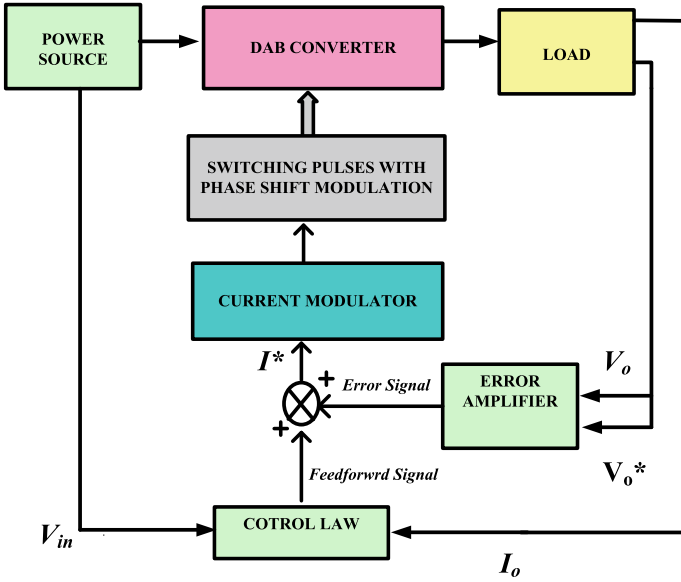 POWER
SOURCE
DAB CONVERTER
LOAD
SWITCHING PULSES WITH
PHASE SHIFT MODULATION
CURRENT MODULATOR
I*
+
Error Signal
ERROR
AMPLIFIER
Vo
+
Vo*
Feedforwrd Signal
COTROL LAW
Vin
Io